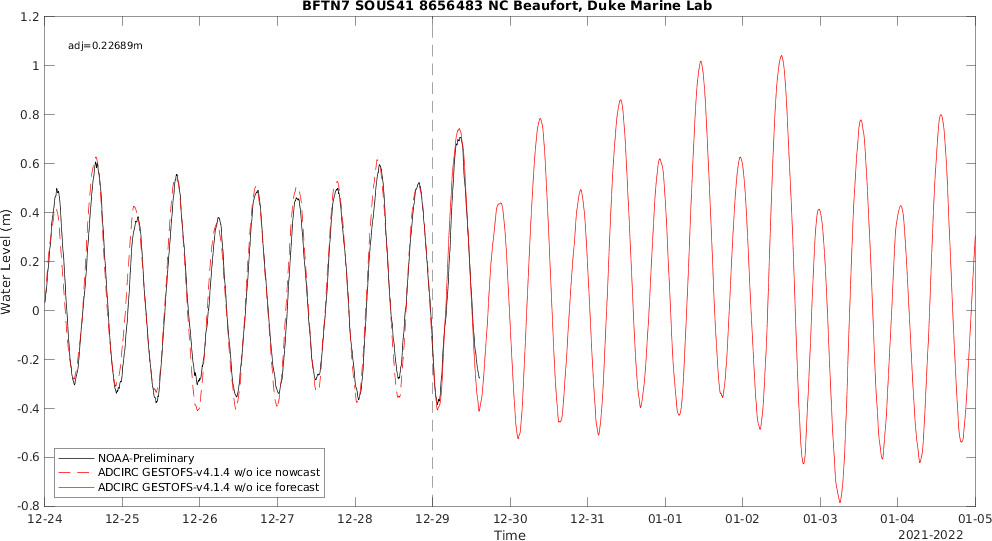 BFTN7 SOUS41 8656483 NC Beaufort, Duke Marine Lab
adj=0.22689m
1.2
1
0.8
0.6
0.4
0.2
0
-0.2
-0.4
-0.6
-0.8
Water Level (m)
NOAA-Preliminary
ADCIRC GESTOFS-v4.1.4 w/o ice nowcast
ADCIRC GESTOFS-v4.1.4 w/o ice forecast
12-24 12-25 12-26 12-27 12-28 12-29 12-30 12-31 01-01 01-02 01-03 01-04 01-05
Time
2021-2022